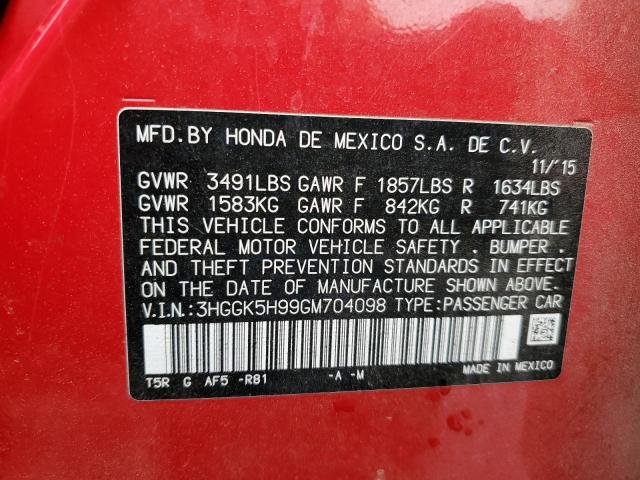 MFD.BY HONDA DE MEXICO S.A. DE C.V.
11/'15
GVWR 3491LBS GAWR F 1857LBS R 1634LBS
GVWR 1583KG GAWR F 842KG R 741KG
THIS VEHICLE CONFORMS TO ALL APPLICABLE
FEDERAL MOTOR VEHICLE SAFETY . BUMPER .
AND THEFT PREVENTION STANDARDS IN EFFECT
ON THE DATE OF MANUFACTURE SHOWN ABOVE.
V.I.N.:3HGGK5H99GM704098 TYPE:PASSENGER CAR
T5R G AF5 -R81 -A -M MADE IN MEXICO